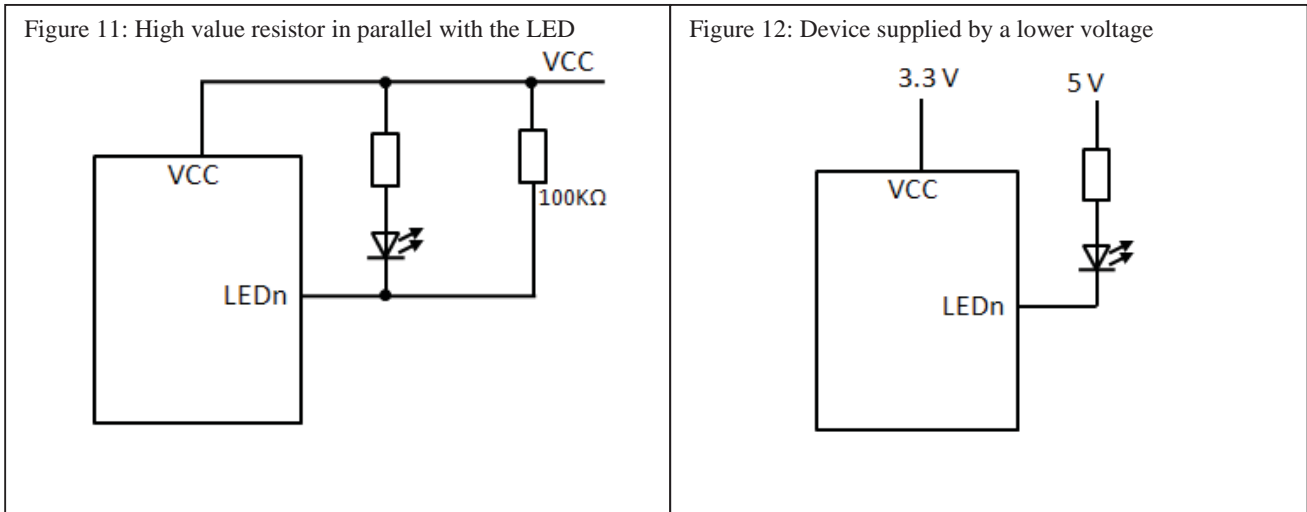 Figure 11: High value resistor in parallel with the LED
VCC
VCC
100KΩ
LEDn
Figure 12: Device supplied by a lower voltage
3.3 V
5 V
VCC
LEDn